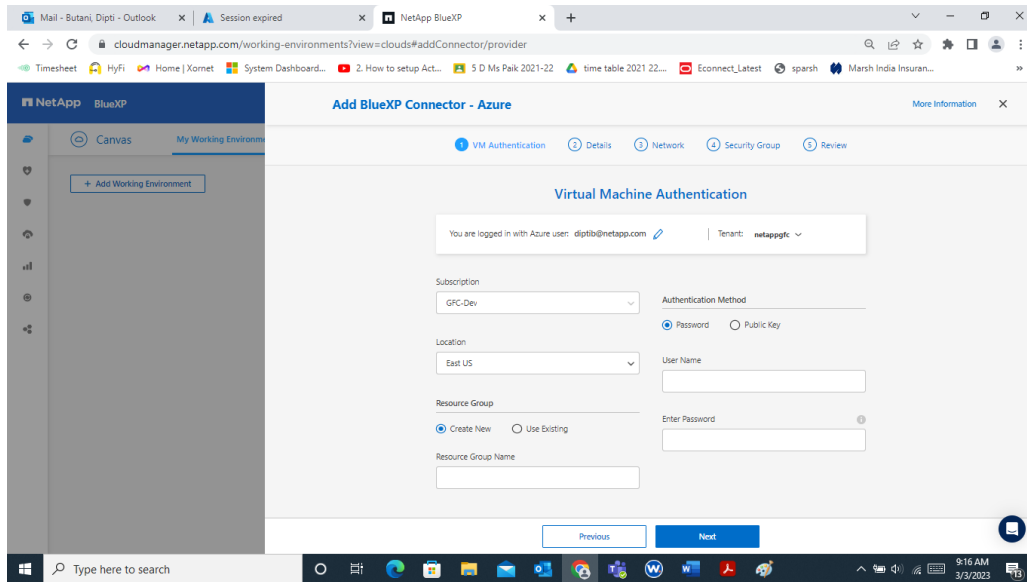 Mail - Butani, Dipti - Outlook
Session expired
NetApp BlueXP
cloudmanager.netapp.com/working-environments?view=clouds#addConnector/provider
Timesheet
HyFi
Home | Xornet
System Dashboard...
2. How to setup Act...
5 D Ms Paik 2021-22
time table 2021 22....
Econnect_Latest
sparsh
Marsh India Insuran...
»
NetApp BlueXP
Add BlueXP Connector - Azure
More Information
Canvas
My Working Environme
1 VM Authentication
2 Details
3 Network
4 Security Group
5 Review
+ Add Working Environment
Virtual Machine Authentication
You are logged in with Azure user: diptib@netapp.com
Tenant: netappgfc
Subscription
GFC-Dev
Location
East US
Resource Group
Create New
Use Existing
Resource Group Name
Authentication Method
Password
Public Key
User Name
Enter Password
Previous
Next
Type here to search
9:16 AM
3/3/2023